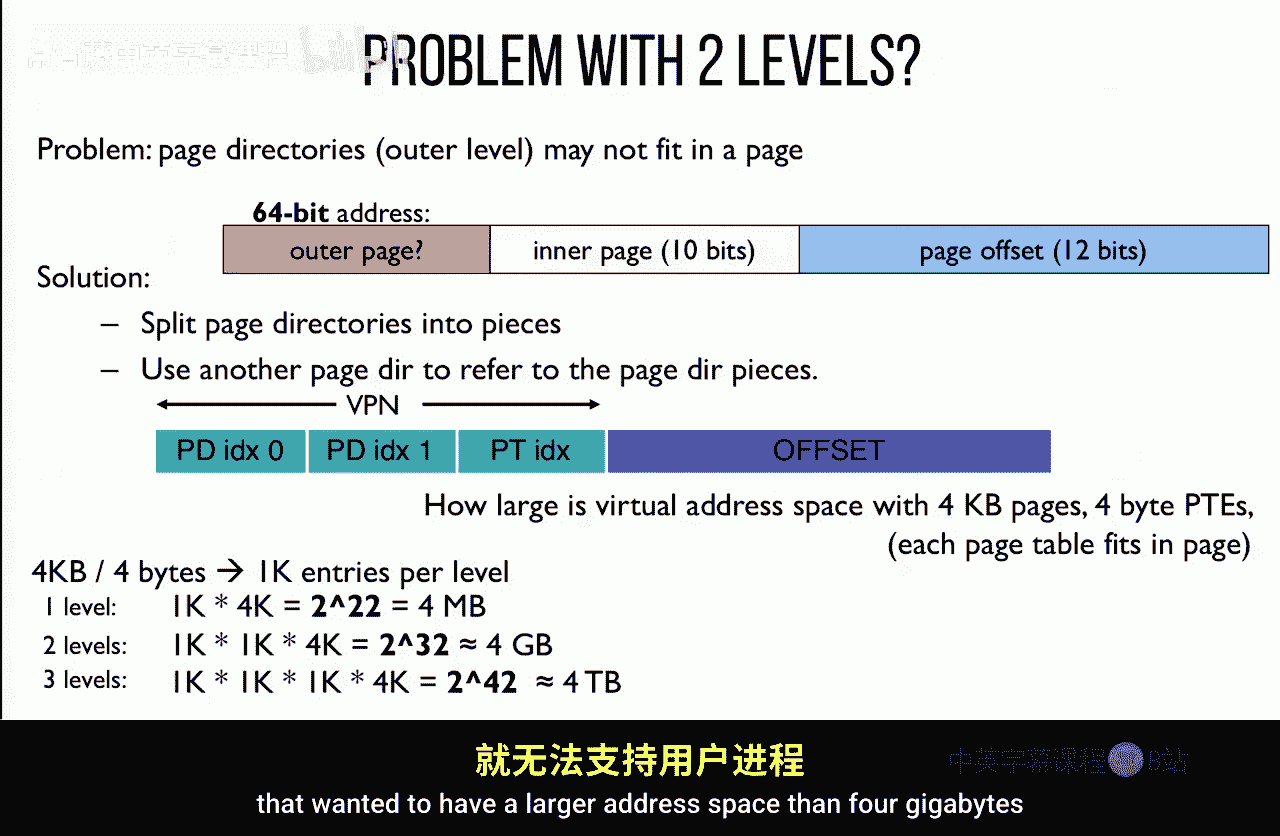 PROBLEM WITH 2 LEVELS?
Problem: page directories (outer level) may not fit in a page
64-bit address:
outer page? inner page (10 bits) page offset (12 bits)
Solution:
– Split page directories into pieces
– Use another page dir to refer to the page dir pieces.
VPN
PD idx 0 PD idx 1 PT idx OFFSET
How large is virtual address space with 4 KB pages, 4 byte PTEs,
(each page table fits in page)
4KB / 4 bytes → 1K entries per level
1 level: 1K * 4K = 2^22 = 4 MB
2 levels: 1K * 1K * 4K = 2^32 ≈ 4 GB
3 levels: 1K * 1K * 1K * 4K = 2^42 ≈ 4 TB
就无法支持用户进程
中英字幕课程 B站
that wanted to have a larger address space than four gigabytes